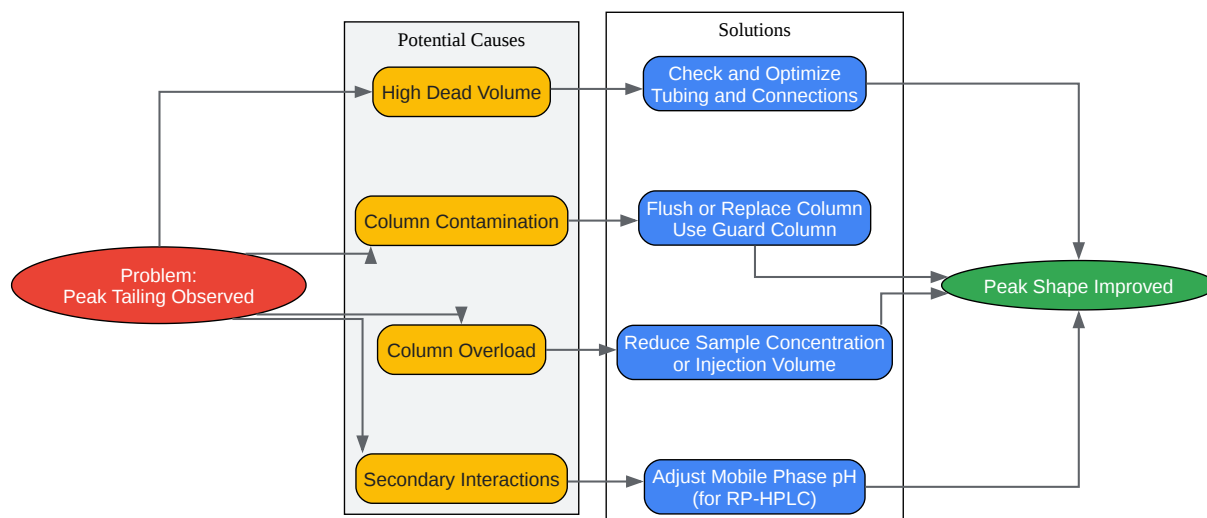 Potential Causes
Solutions
High Dead Volume
Check and Optimize
Tubing and Connections
Column Contamination
Flush or Replace Column
Use Guard Column
Problem:
Peak Tailing Observed
Peak Shape Improved
Column Overload
Reduce Sample Concentration
or Injection Volume
Secondary Interactions
Adjust Mobile Phase pH
(for RP-HPLC)